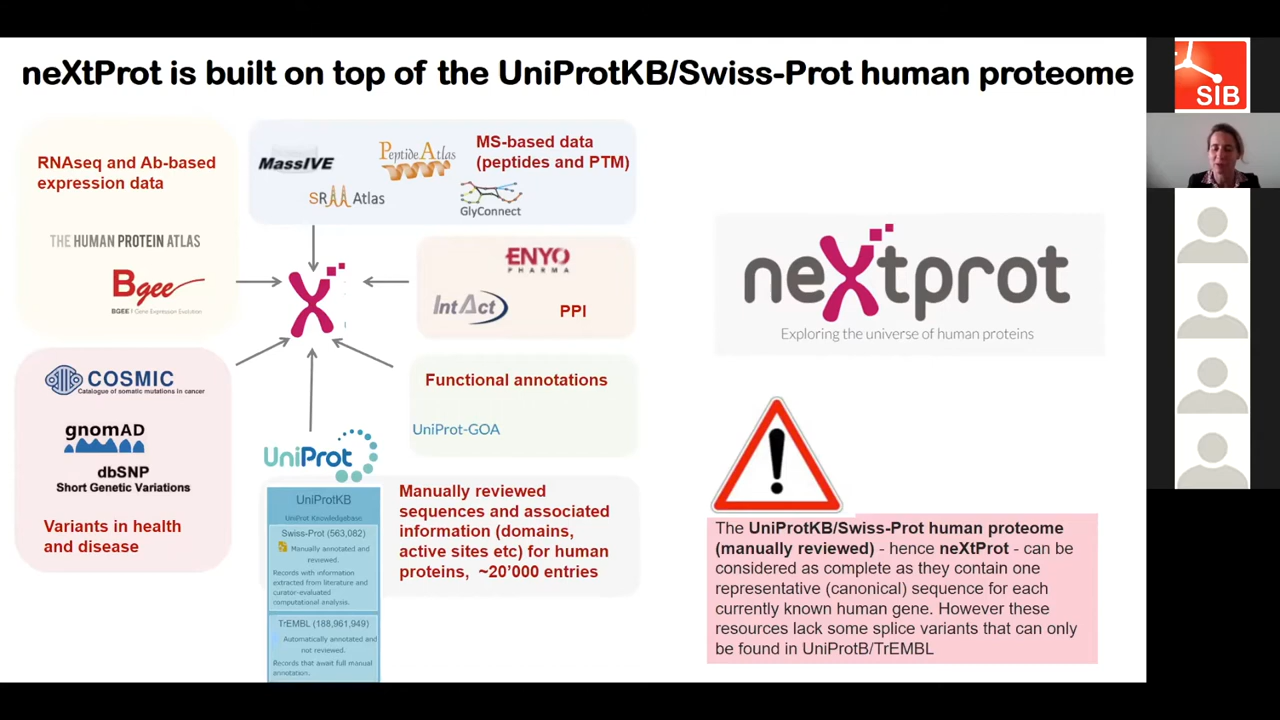 neXtProt is built on top of the UniProtKB/Swiss-Prot human proteome
SIB
RNAseq and Ab-based
expression data
THE HUMAN PROTEIN ATLAS
Bgee
BGEE ! Gene Expression Evolution
MassIVE
PeptideAtlas
SRMAtlas
GlyConnect
MS-based data
(peptides and PTM)
ENYO
PHARMA
IntAct
PPI
COSMIC
Catalogue of somatic mutations in cancer
gnomAD
dbSNP
Short Genetic Variations
Variants in health
and disease
Functional annotations
UniProt-GOA
UniProt
UniProtKB
UniProt Knowledgebase
Swiss-Prot (563,082)
Manually annotated and
reviewed.
Records with information
extracted from literature and
curator-evaluated
computational analysis.
TrEMBL (188,961,949)
Automatically annotated and
not reviewed.
Records that await full manual
annotation.
Manually reviewed
sequences and associated
information (domains,
active sites etc) for human
proteins, ~20'000 entries
neXtprot
Exploring the universe of human proteins
!
The UniProtKB/Swiss-Prot human proteome
(manually reviewed) - hence neXtProt - can be
considered as complete as they contain one
representative (canonical) sequence for each
currently known human gene. However these
resources lack some splice variants that can only
be found in UniProtB/TrEMBL